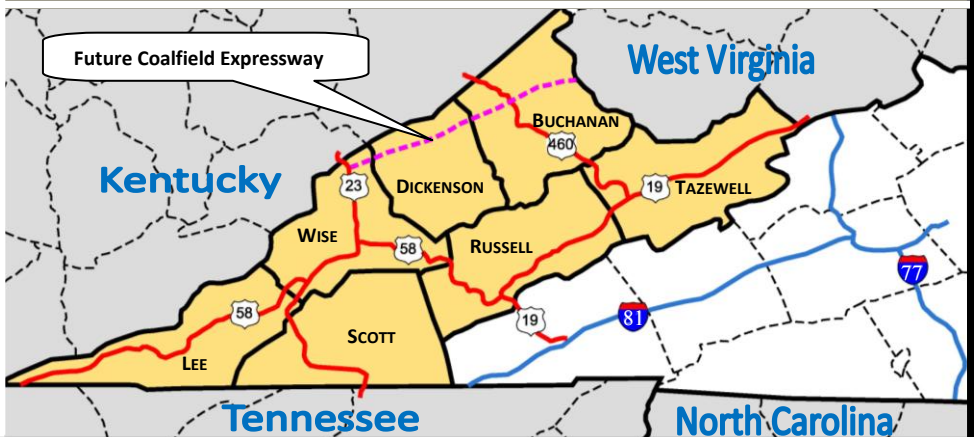 Future Coalfield Expressway
West Virginia
BUCHANAN
460
Kentucky
23
DICKENSON
19
TAZEWELL
WISE
58
RUSSELL
77
58
19
81
SCOTT
LEE
Tennessee
North Carolina